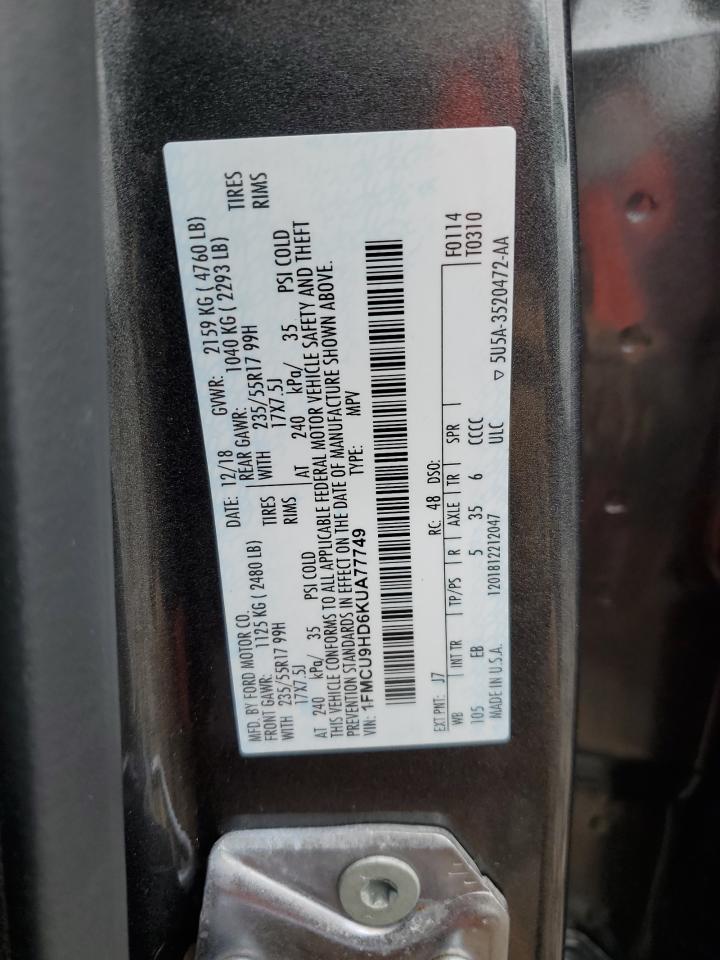 MFD. BY FORD MOTOR CO.
DATE: 12/18 GVWR: 2159 KG ( 4760 LB)
FRONT GAWR: 1125 KG ( 2480 LB) REAR GAWR: 1040 KG ( 2293 LB)
WITH 235/55R17 99H TIRES WITH 235/55R17 99H TIRES
17X7.5J RIMS 17X7.5J RIMS
AT 240 kPa/ 35 PSI COLD AT 240 kPa/ 35 PSI COLD
THIS VEHICLE CONFORMS TO ALL APPLICABLE FEDERAL MOTOR VEHICLE SAFETY AND THEFT
PREVENTION STANDARDS IN EFFECT ON THE DATE OF MANUFACTURE SHOWN ABOVE.
VIN: 1FMCU9HD6KUA77749 TYPE: MPV
EXT PNT: J7 RC: 48 DSO: F0114
WB INT TR TP/PS R AXLE TR SPR T0310
105 EB 5 35 6 CCCC
MADE IN U.S.A. 1201812212047 ULC ▽ 5U5A-3520472-AA